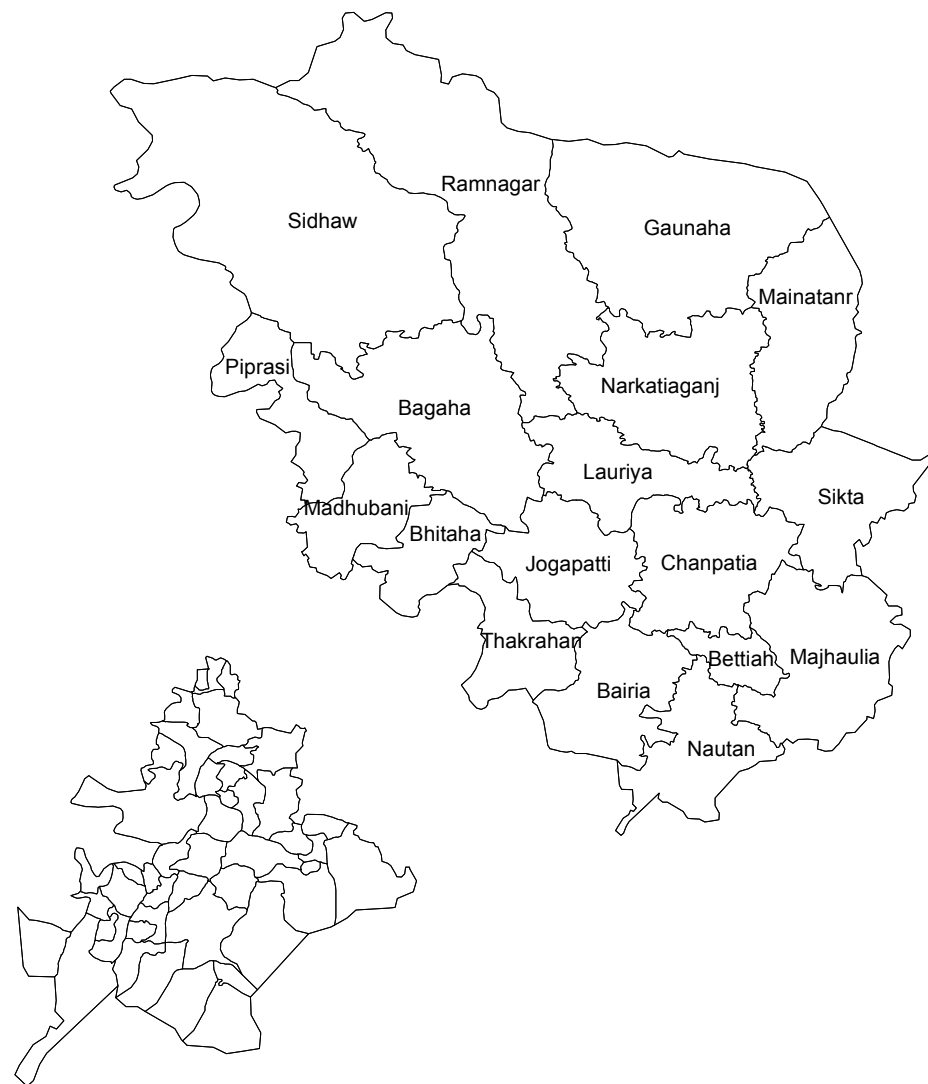 Ramnagar
Sidhaw
Gaunaha
Mainatanr
Piprasi
Narkatiaganj
Bagaha
Lauriya
Sikta
Madhubani
Bhitaha
Jogapatti
Chanpatia
Thakrahan
Bettiah
Majhaulia
Bairia
Nautan